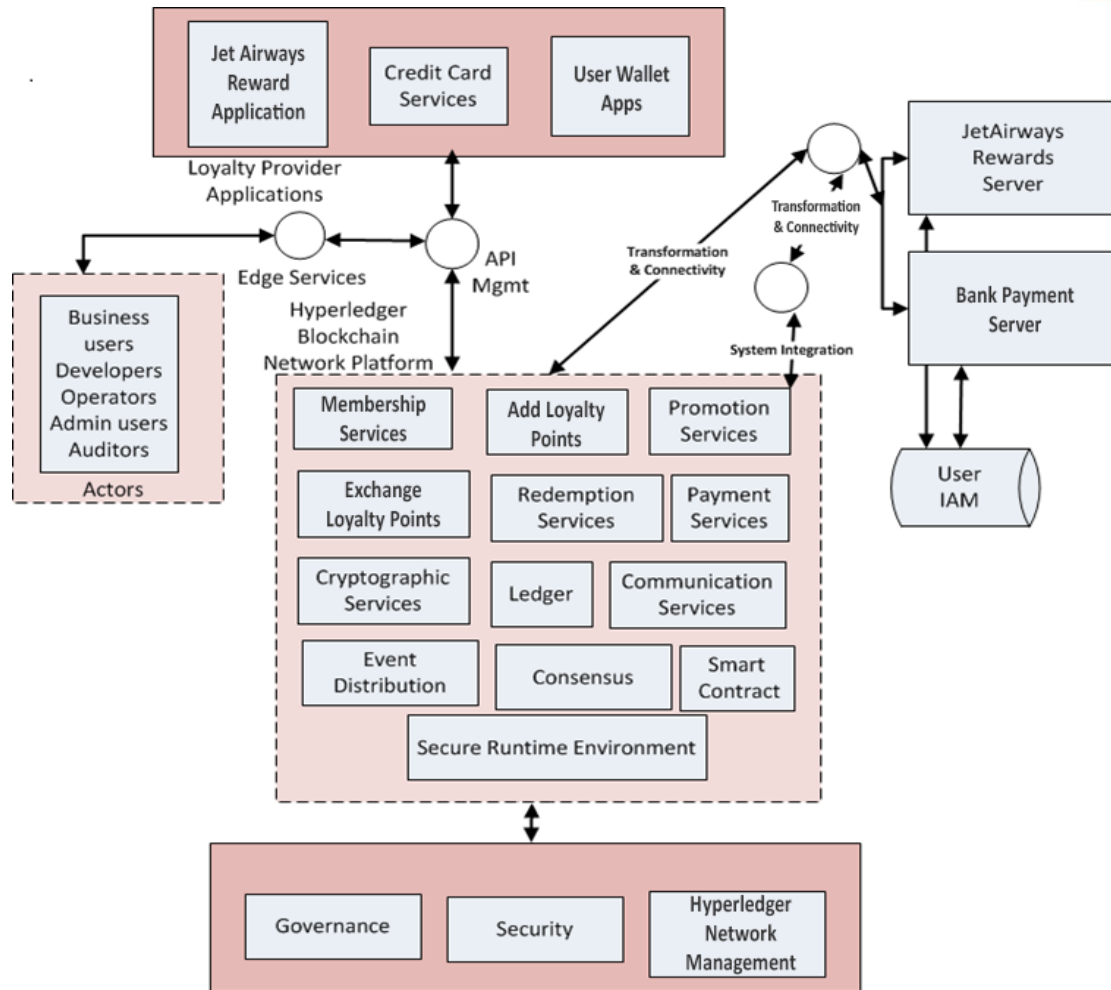 Jet Airways
Reward
Application
Credit Card
Services
User Wallet
Apps
Loyalty Provider
Applications
Edge Services
API
Mgmt
Hyperledger
Blockchain
Network Platform
Business
users
Developers
Operators
Admin users
Auditors
Actors
Transformation
& Connectivity
Transformation
& Connectivity
System Integration
JetAirways
Rewards
Server
Bank Payment
Server
User
IAM
Membership
Services
Add Loyalty
Points
Promotion
Services
Exchange
Loyalty Points
Redemption
Services
Payment
Services
Cryptographic
Services
Ledger
Communication
Services
Event
Distribution
Consensus
Smart
Contract
Secure Runtime Environment
Governance
Security
Hyperledger
Network
Management